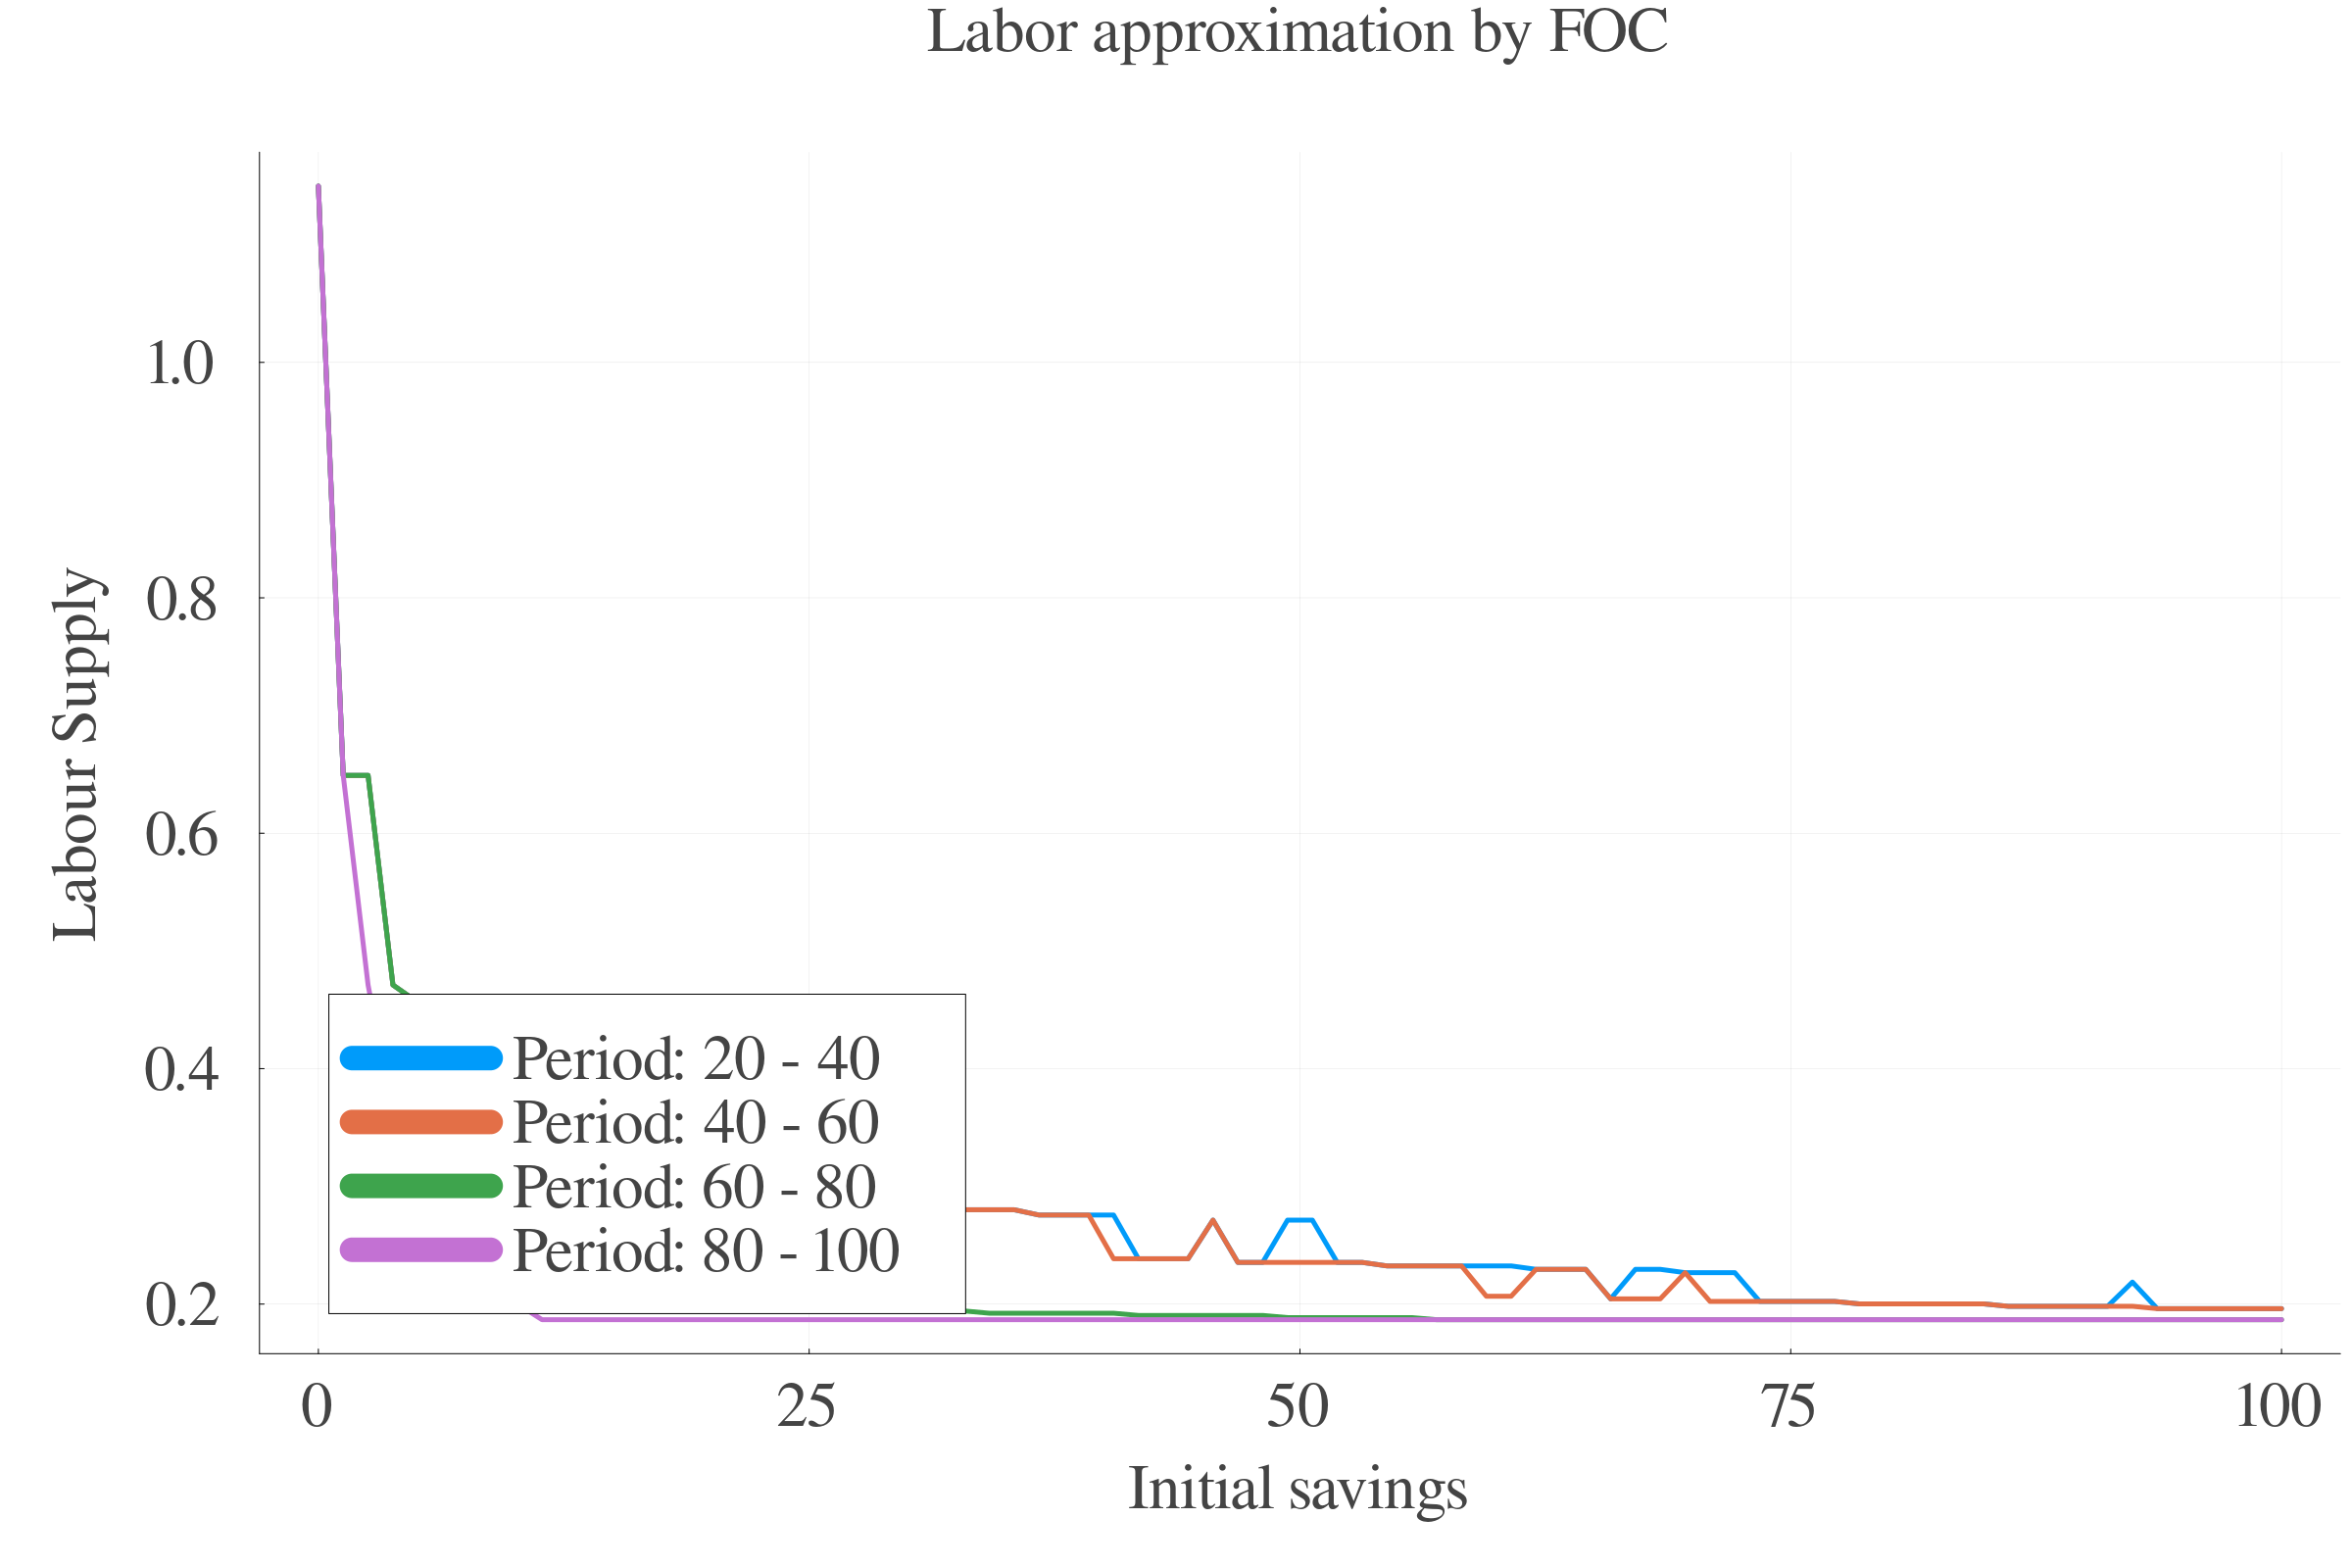 Labor approximation by FOC
Labour Supply
1.0
0.8
0.6
0.4
0.2
Period: 20 - 40
Period: 40 - 60
Period: 60 - 80
Period: 80 - 100
0 25 50 75 100
Initial savings